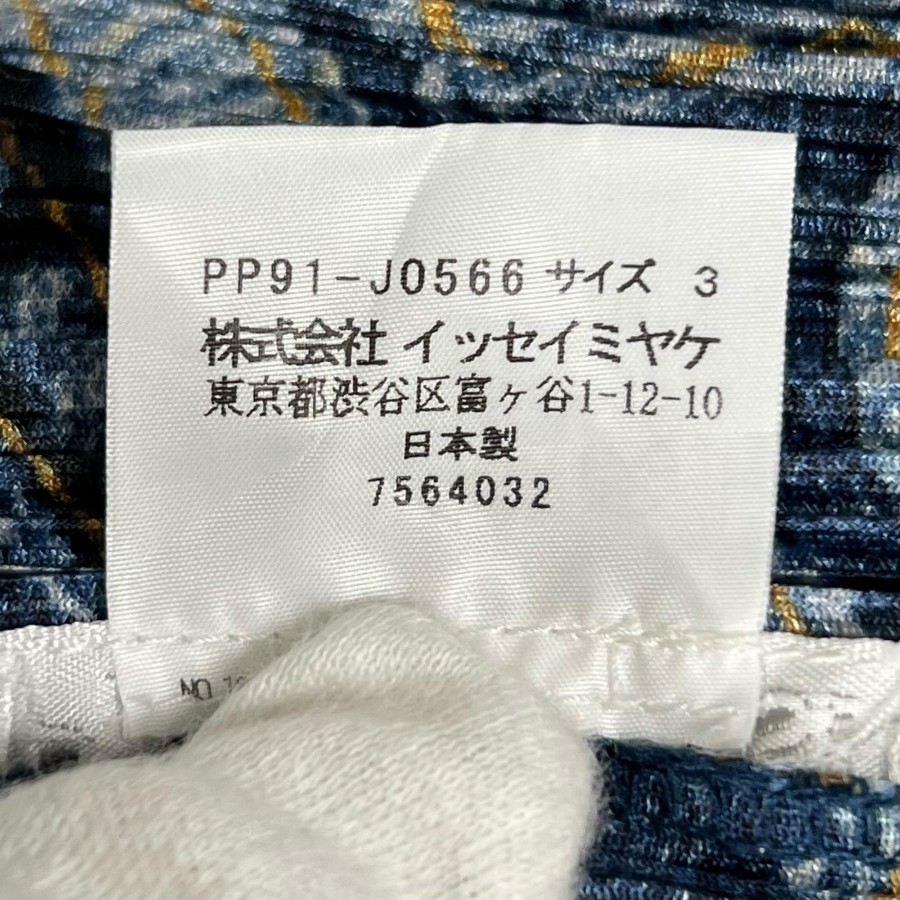 PP91-J0566 サイズ 3
株式会社 イッセイミヤケ
東京都渋谷区富ヶ谷1-12-10
日本製
7564032
NO